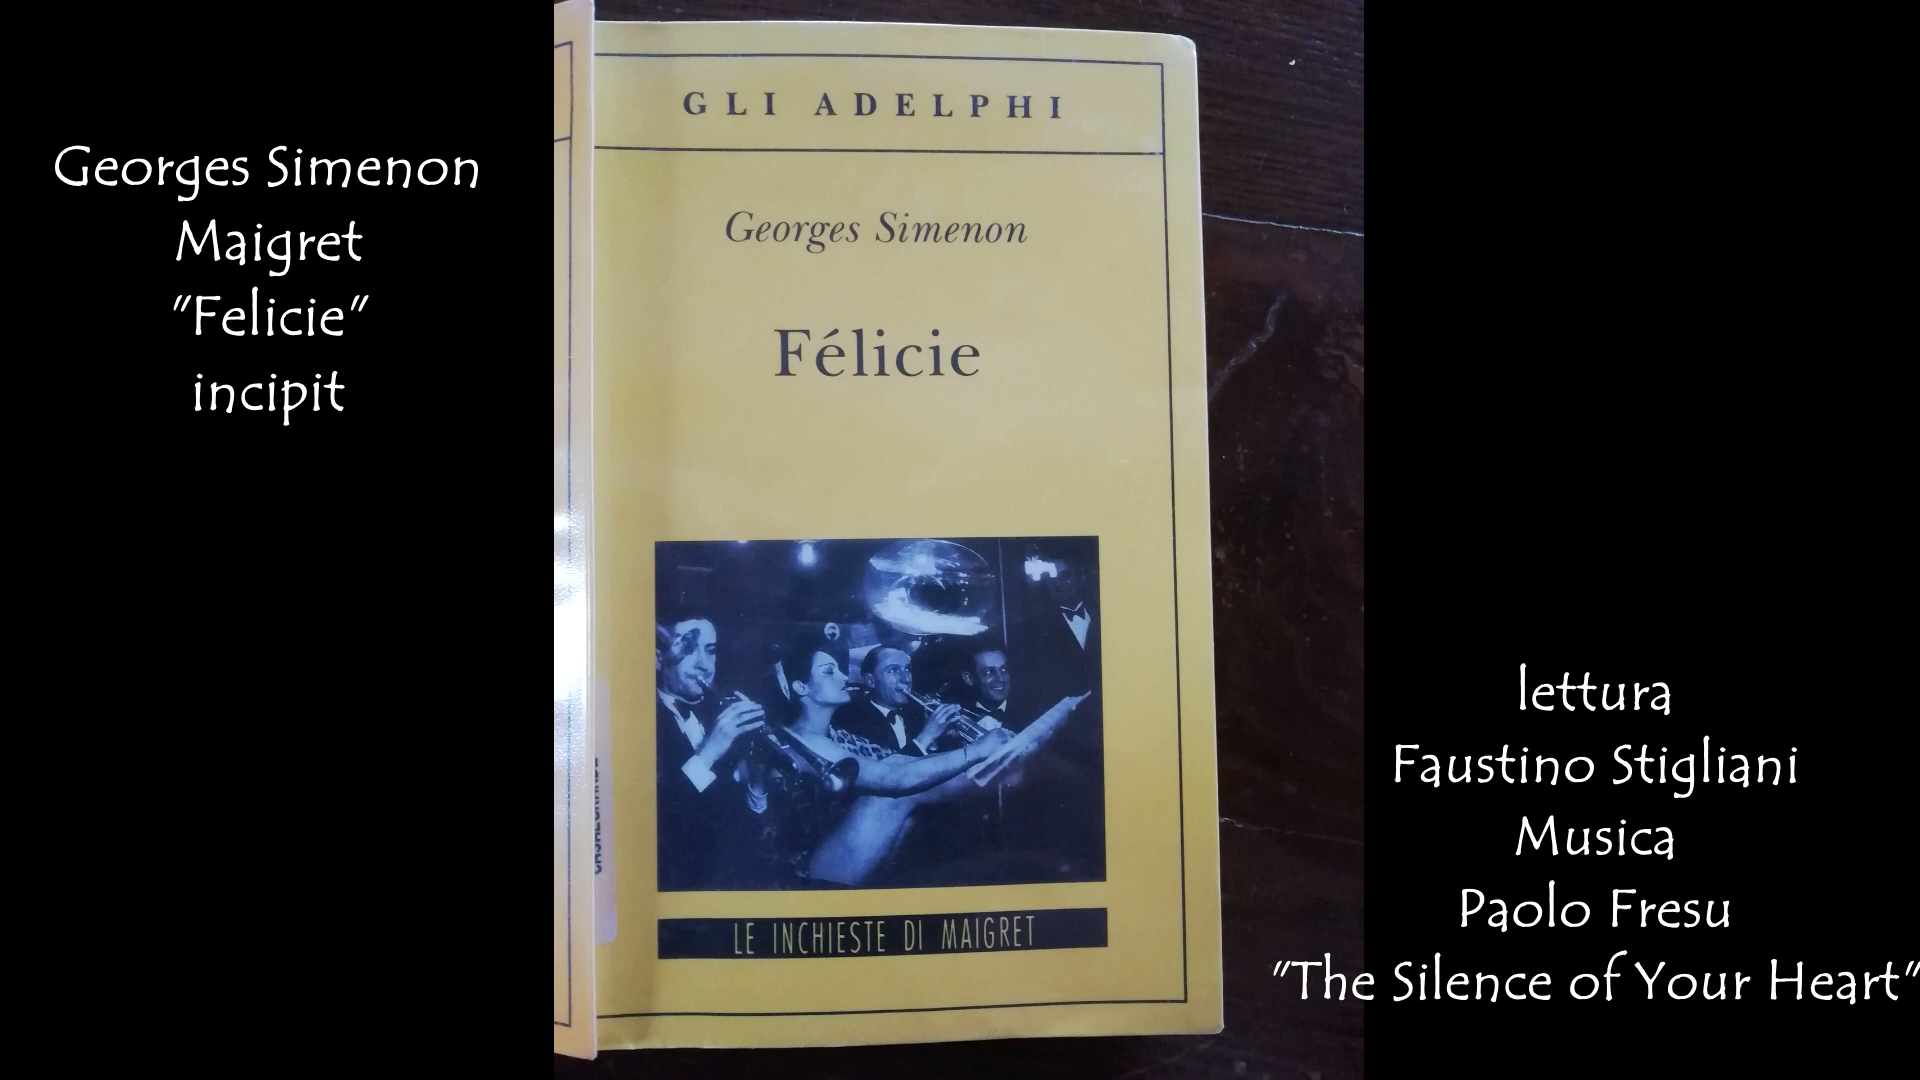 Georges Simenon
Maigret
"Felicie"
incipit
GLI ADELPHI
Georges Simenon
Félicie
LE INCHIESTE DI MAIGRET
lettura
Faustino Stigliani
Musica
Paolo Fresu
"The Silence of Your Heart"